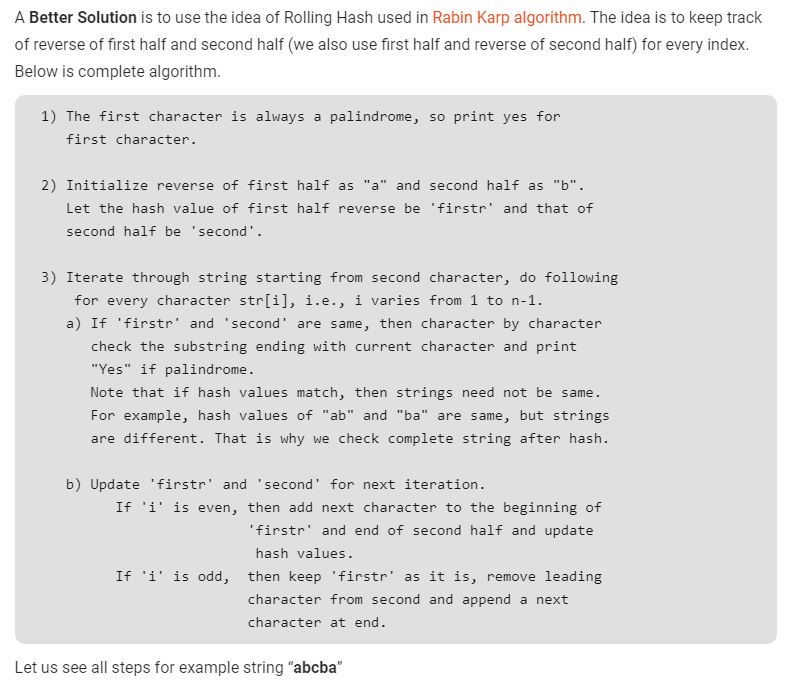 A Better Solution is to use the idea of Rolling Hash used in Rabin Karp algorithm. The idea is to keep track
of reverse of first half and second half (we also use first half and reverse of second half) for every index.
Below is complete algorithm.
1) The first character is always a palindrome, so print yes for
first character.
2) Initialize reverse of first half as "a" and second half as "b".
Let the hash value of first half reverse be 'firstr' and that of
second half be 'second'.
3) Iterate through string starting from second character, do following
for every character str[i], i.e., i varies from 1 to n-1.
a) If 'firstr' and 'second' are same, then character by character
check the substring ending with current character and print
"Yes" if palindrome.
Note that if hash values match, then strings need not be same.
For example, hash values of "ab" and "ba" are same, but strings
are different. That is why we check complete string after hash.
b) Update 'firstr' and 'second' for next iteration.
If 'i' is even, then add next character to the beginning of
'firstr' and end of second half and update
hash values.
If 'i' is odd, then keep 'firstr' as it is, remove leading
character from second and append a next
character at end.
Let us see all steps for example string “abcba”